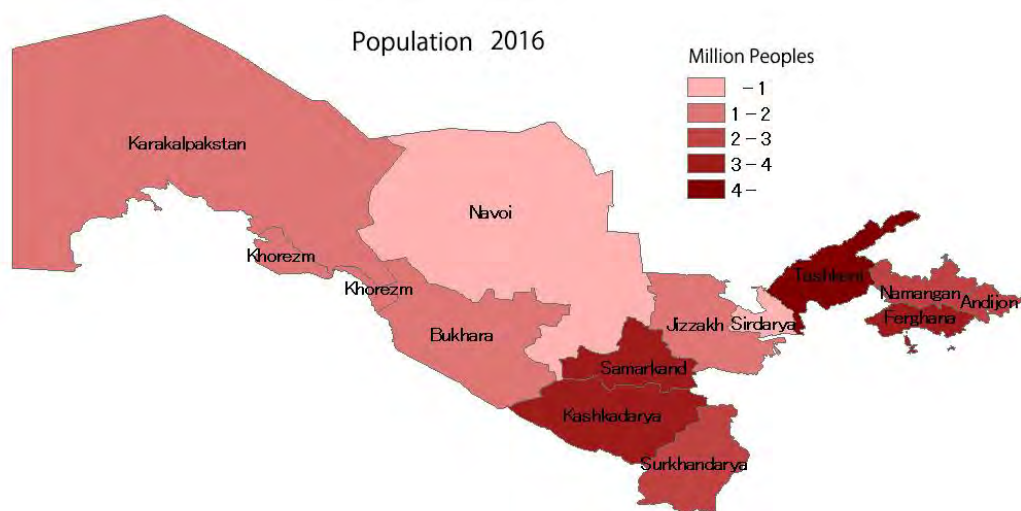 Population 2016
Million Peoples
－1
1－2
2－3
3－4
4－
Karakalpakstan
Navoi
Khorezm
Khorezm
Bukhara
Jizzakh
Sirdarya
Tashkent
Namangan
Andijon
Ferghana
Samarkand
Kashkadarya
Surkhandarya